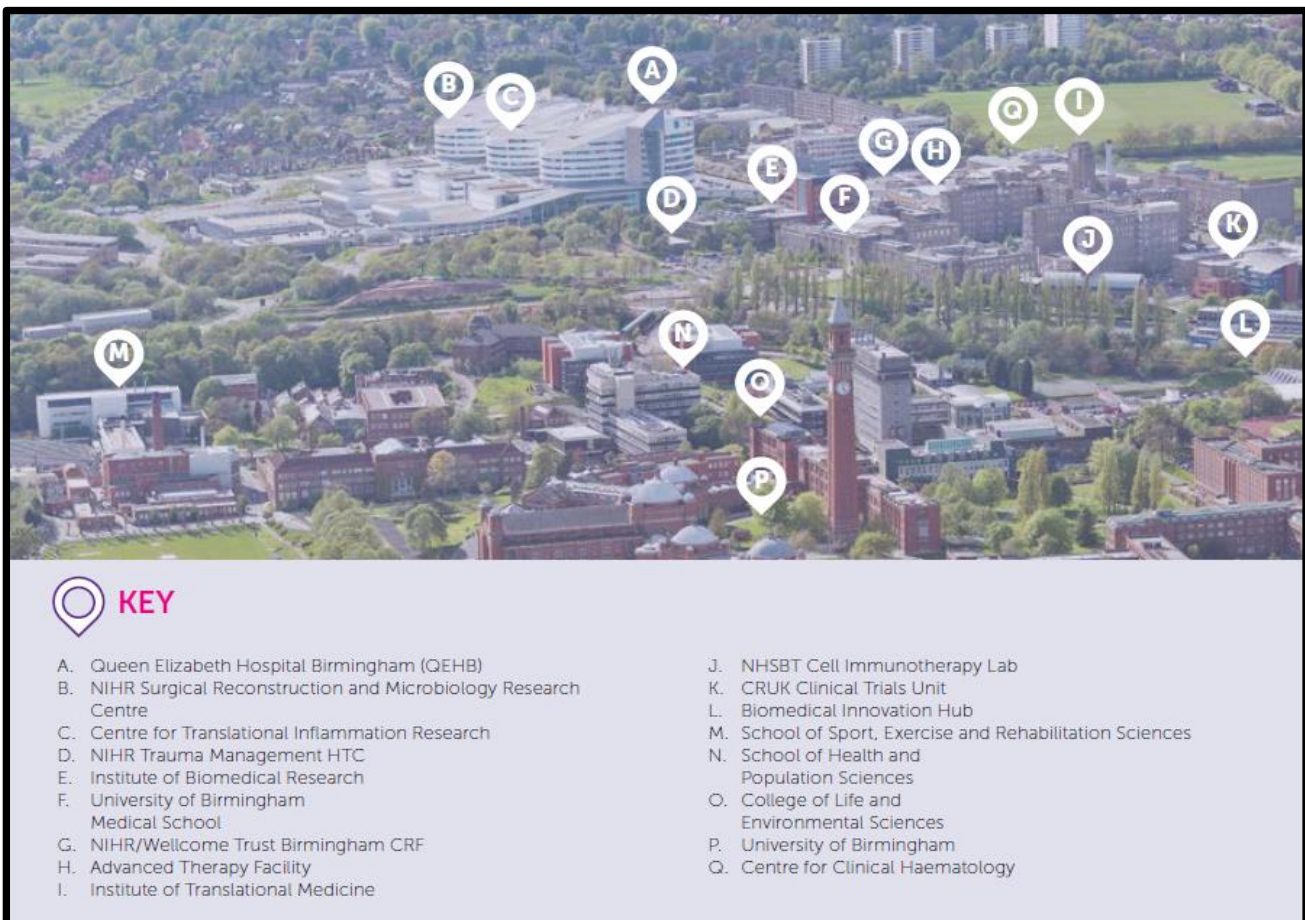 A
B
C
Q
I
G
H
E
D
F
K
J
L
N
M
O
P
KEY
A. Queen Elizabeth Hospital Birmingham (QEHB)
B. NIHR Surgical Reconstruction and Microbiology Research
Centre
C. Centre for Translational Inflammation Research
D. NIHR Trauma Management HTC
E. Institute of Biomedical Research
F. University of Birmingham
Medical School
G. NIHR/Wellcome Trust Birmingham CRF
H. Advanced Therapy Facility
I. Institute of Translational Medicine
J. NHSBT Cell Immunotherapy Lab
K. CRUK Clinical Trials Unit
L. Biomedical Innovation Hub
M. School of Sport, Exercise and Rehabilitation Sciences
N. School of Health and
Population Sciences
O. College of Life and
Environmental Sciences
P. University of Birmingham
Q. Centre for Clinical Haematology